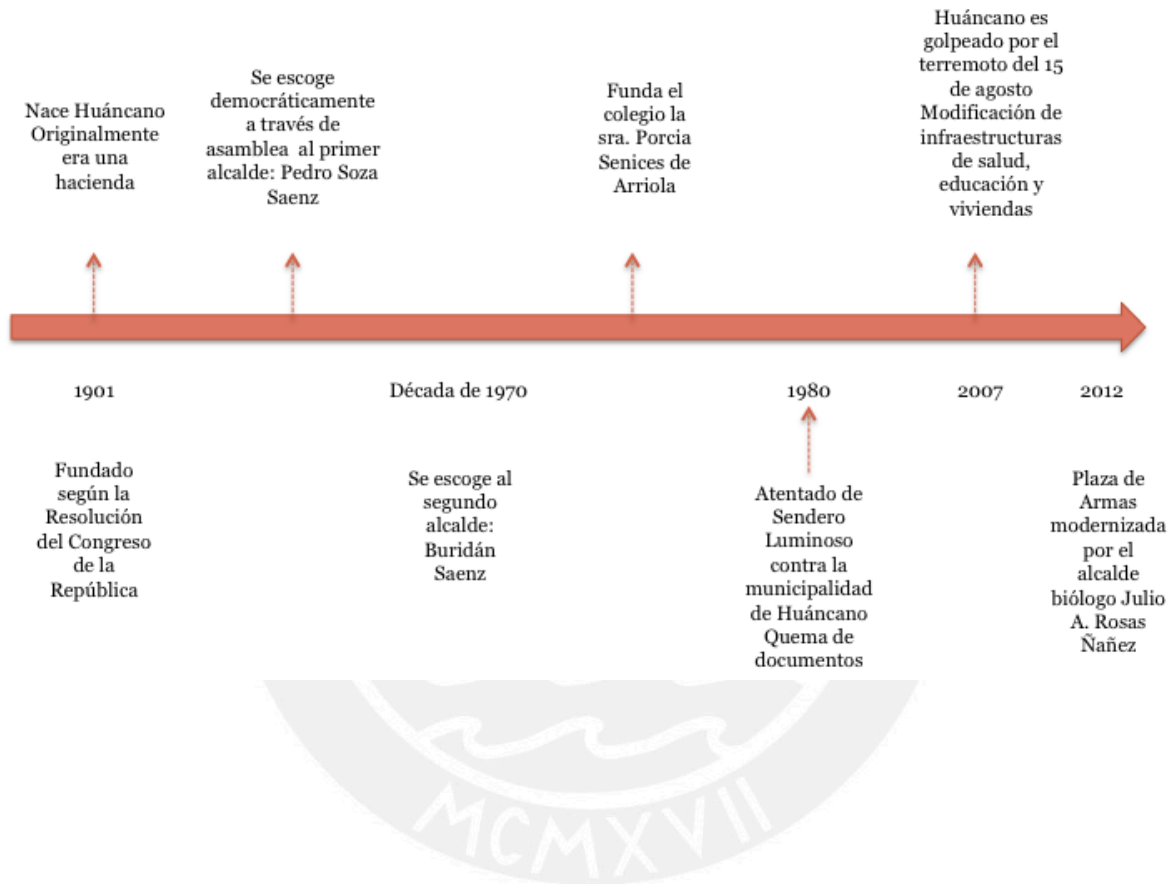 Nace Huáncano
Originalmente
era una
hacienda
Se escoge
democráticamente
a través de
asamblea al primer
alcalde: Pedro Soza
Saenz
Funda el
colegio la
sra. Porcia
Senices de
Arriola
Huáncano es
golpeado por el
terremoto del 15
de agosto
Modificación de
infraestructuras
de salud,
educación y
viviendas
1901
Década de 1970
1980
2007
2012
Fundado
según la
Resolución
del Congreso
de la
República
Se escoge al
segundo
alcalde:
Buridán
Saenz
Atentado de
Sendero
Luminoso
contra la
municipalidad
de Huáncano
Quema de
documentos
Plaza de
Armas
modernizada
por el
alcalde
biólogo Julio
A. Rosas
Ñañez
MCMXVII